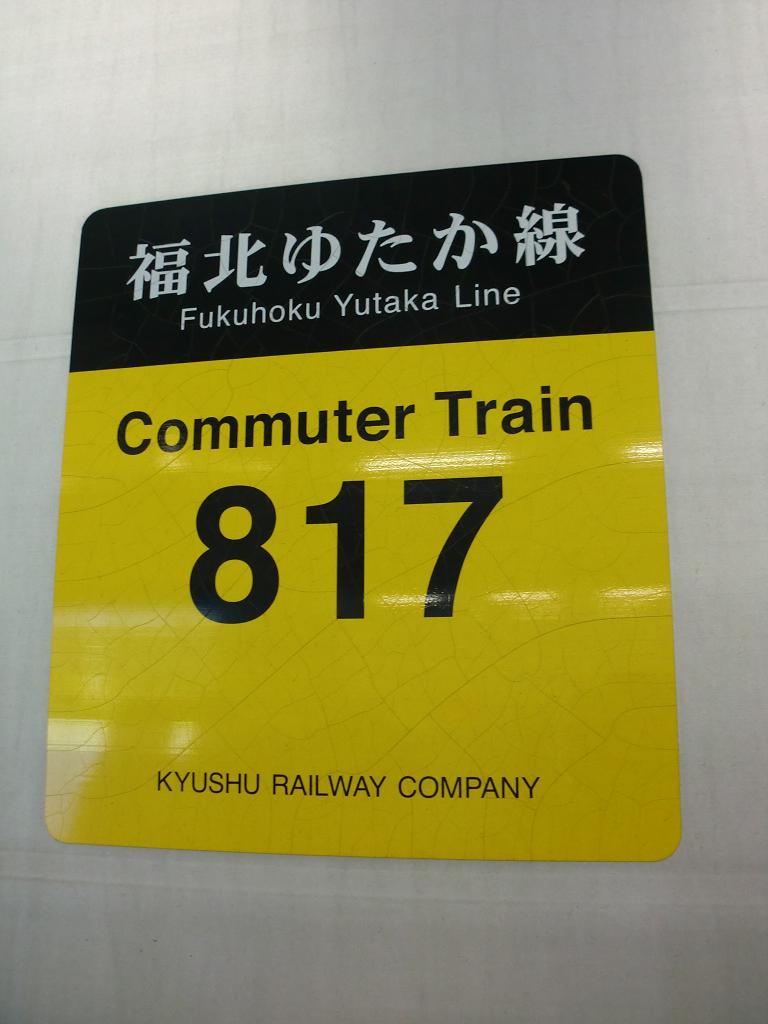 福北ゆたか線
Fukuhoku Yutaka Line
Commuter Train
817
KYUSHU RAILWAY COMPANY